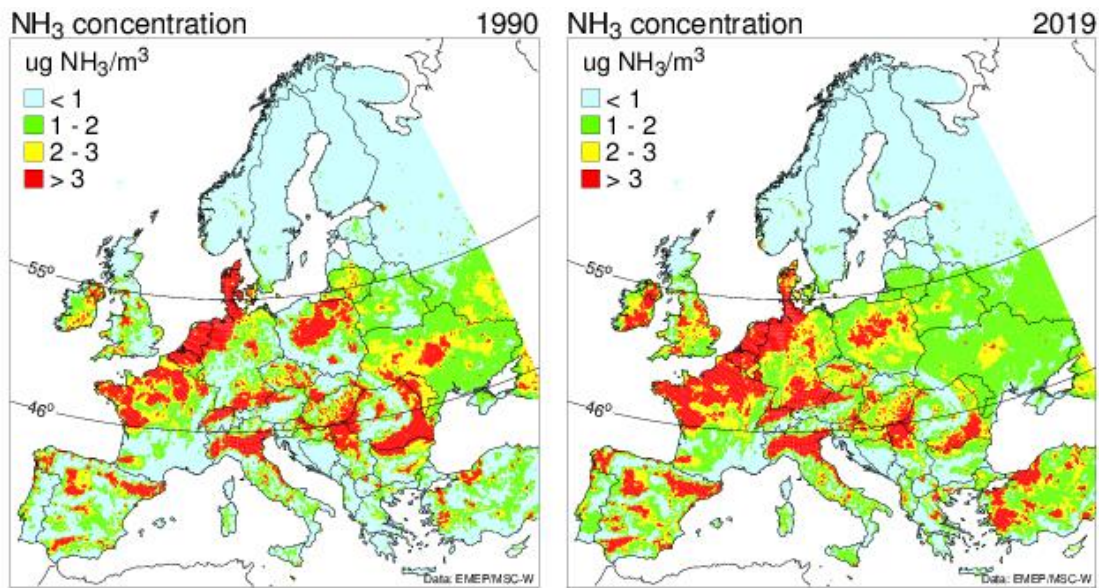 NH₃ concentration 1990
ug NH₃/m³
< 1
1 - 2
2 - 3
> 3
55°
46°
Data: EMEP/MSC-W
NH₃ concentration 2019
ug NH₃/m³
< 1
1 - 2
2 - 3
> 3
55°
46°
Data: EMEP/MSC-W